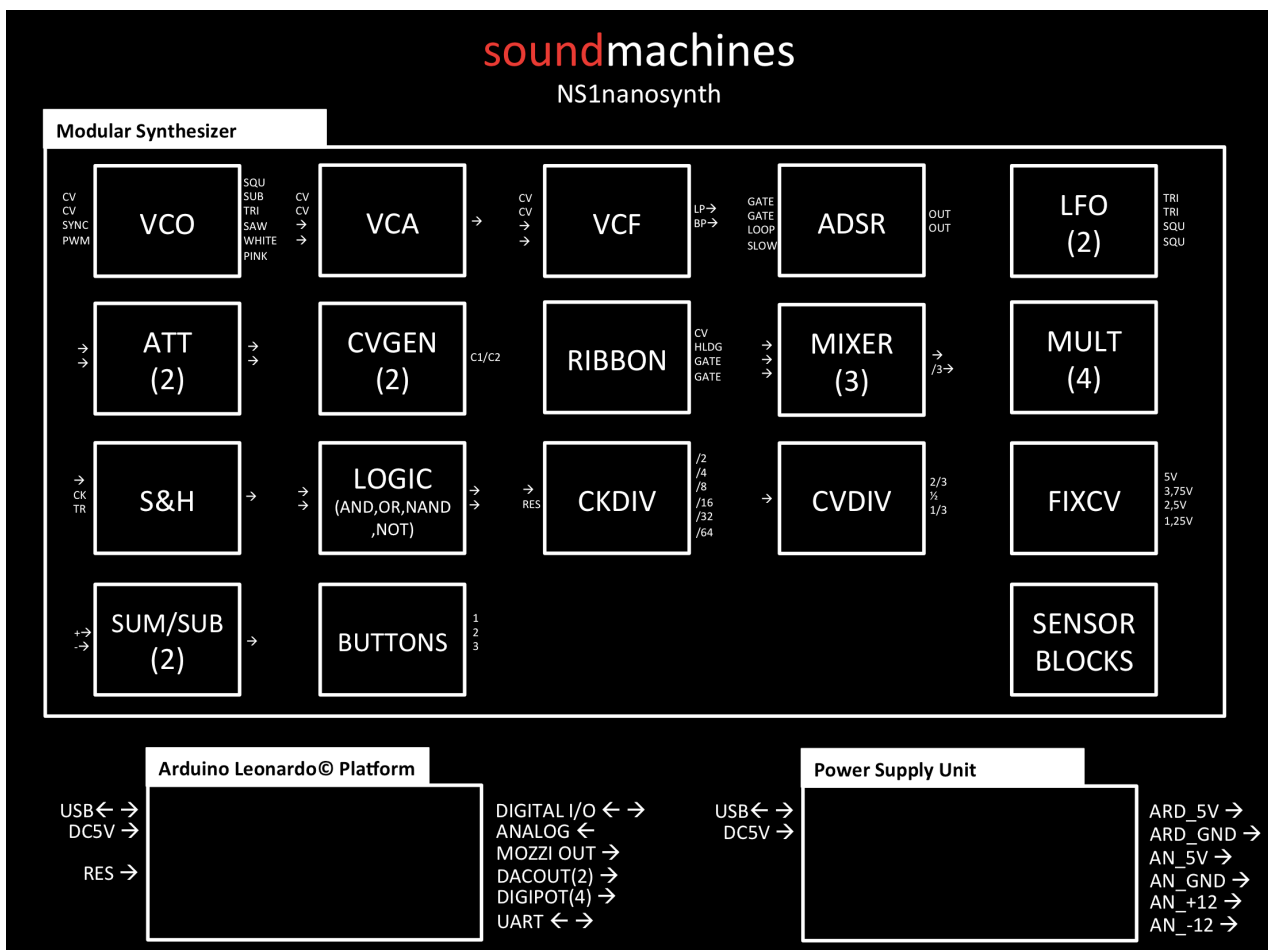 soundmachines
NS1nanosynth
Modular Synthesizer
CV
CV
SYNC
PWM
VCO
SQU
SUB
TRI
SAW
WHITE
PINK
CV
CV
→
→
VCA
→
CV
CV
→
→
VCF
LP→
BP→
GATE
GATE
LOOP
SLOW
ADSR
OUT
OUT
LFO
(2)
TRI
TRI
SQU
SQU
→
→
ATT
(2)
→
→
CVGEN
(2)
C1/C2
RIBBON
CV
HLDG
GATE
GATE
→
→
→
MIXER
(3)
→
/3→
MULT
(4)
→
CK
TR
S&H
→
→
→
LOGIC
(AND,OR,NAND
,NOT)
→
→
→
RES
CKDIV
/2
/4
/8
/16
/32
/64
→
CVDIV
2/3
½
1/3
FIXCV
5V
3,75V
2,5V
1,25V
+→
-→
SUM/SUB
(2)
→
BUTTONS
1
2
3
SENSOR
BLOCKS
Arduino Leonardo© Platform
USB← →
DC5V →
RES →
DIGITAL I/O ← →
ANALOG ←
MOZZI OUT →
DACOUT(2) →
DIGIPOT(4) →
UART ← →
Power Supply Unit
USB← →
DC5V →
ARD_5V →
ARD_GND →
AN_5V →
AN_GND →
AN_+12 →
AN_-12 →